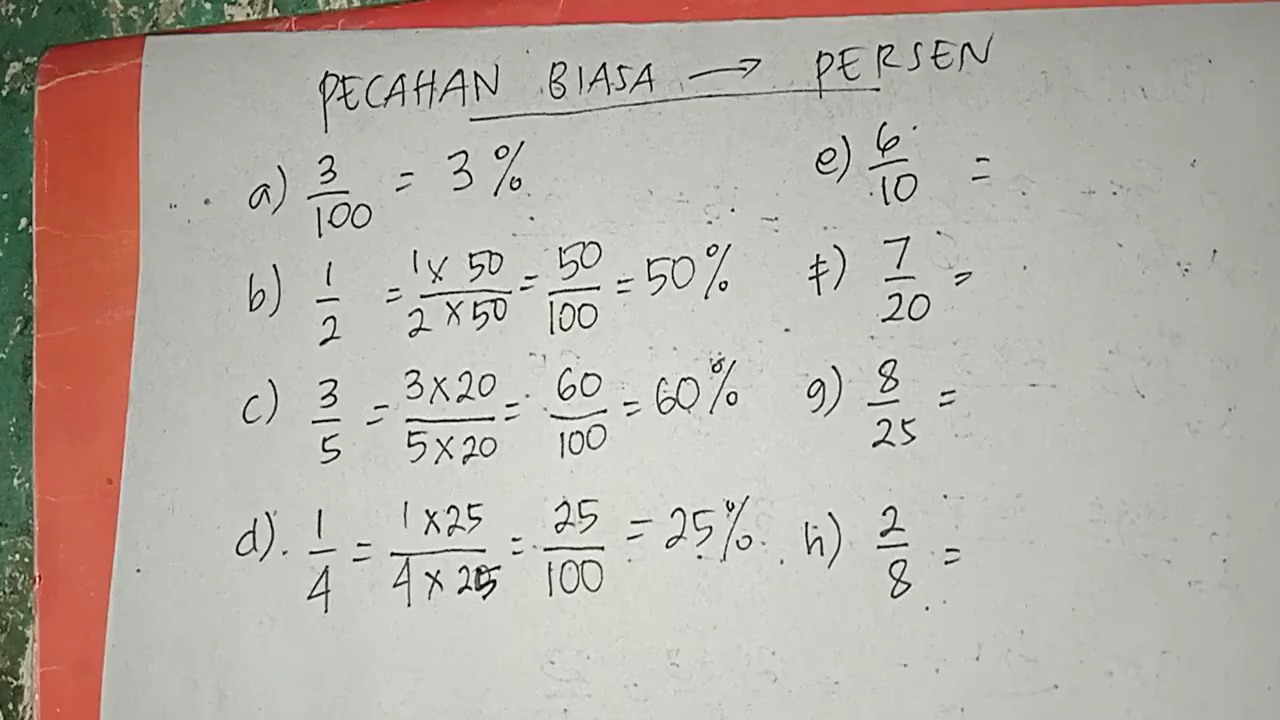 PECAHAN BIASA → PERSEN
a) 3/100 = 3 %
b) 1/2 = 1 x 50/2 x 50 = 50/100 = 50 %
c) 3/5 = 3 x 20/5 x 20 = 60/100 = 60 %
d). 1/4 = 1 x 25/4 x 25 = 25/100 = 25 %
e) 6/10 =
f) 7/20 =
g) 8/25 =
h) 2/8 =